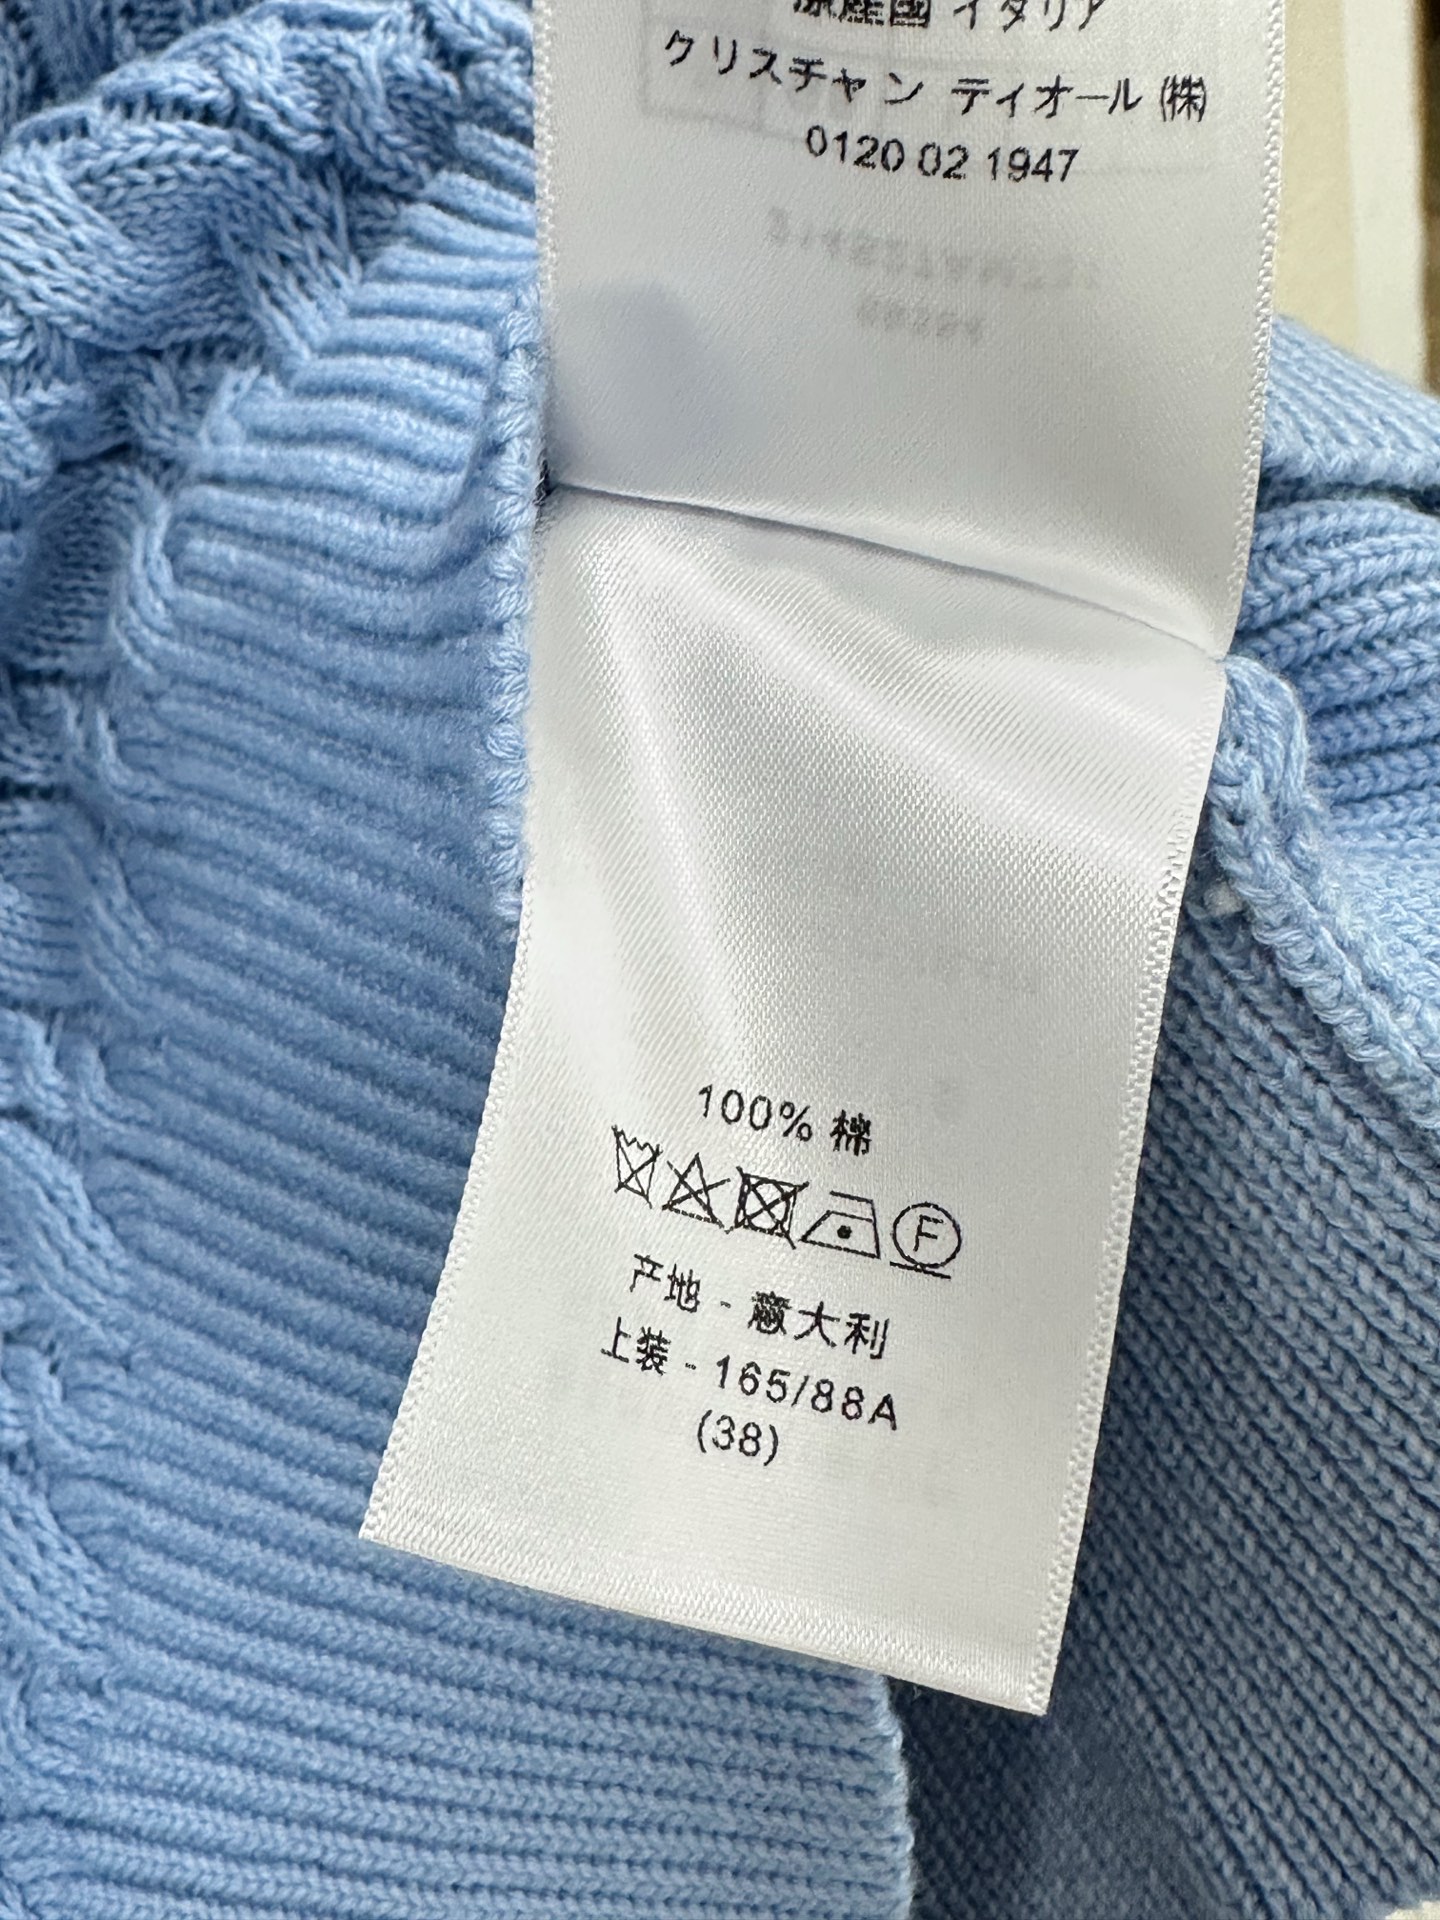 原産国 イタリア
クリスチャン ディオール (株)
0120 02 1947
100% 棉
F
产地 - 意大利
上装 - 165/88A
(38)